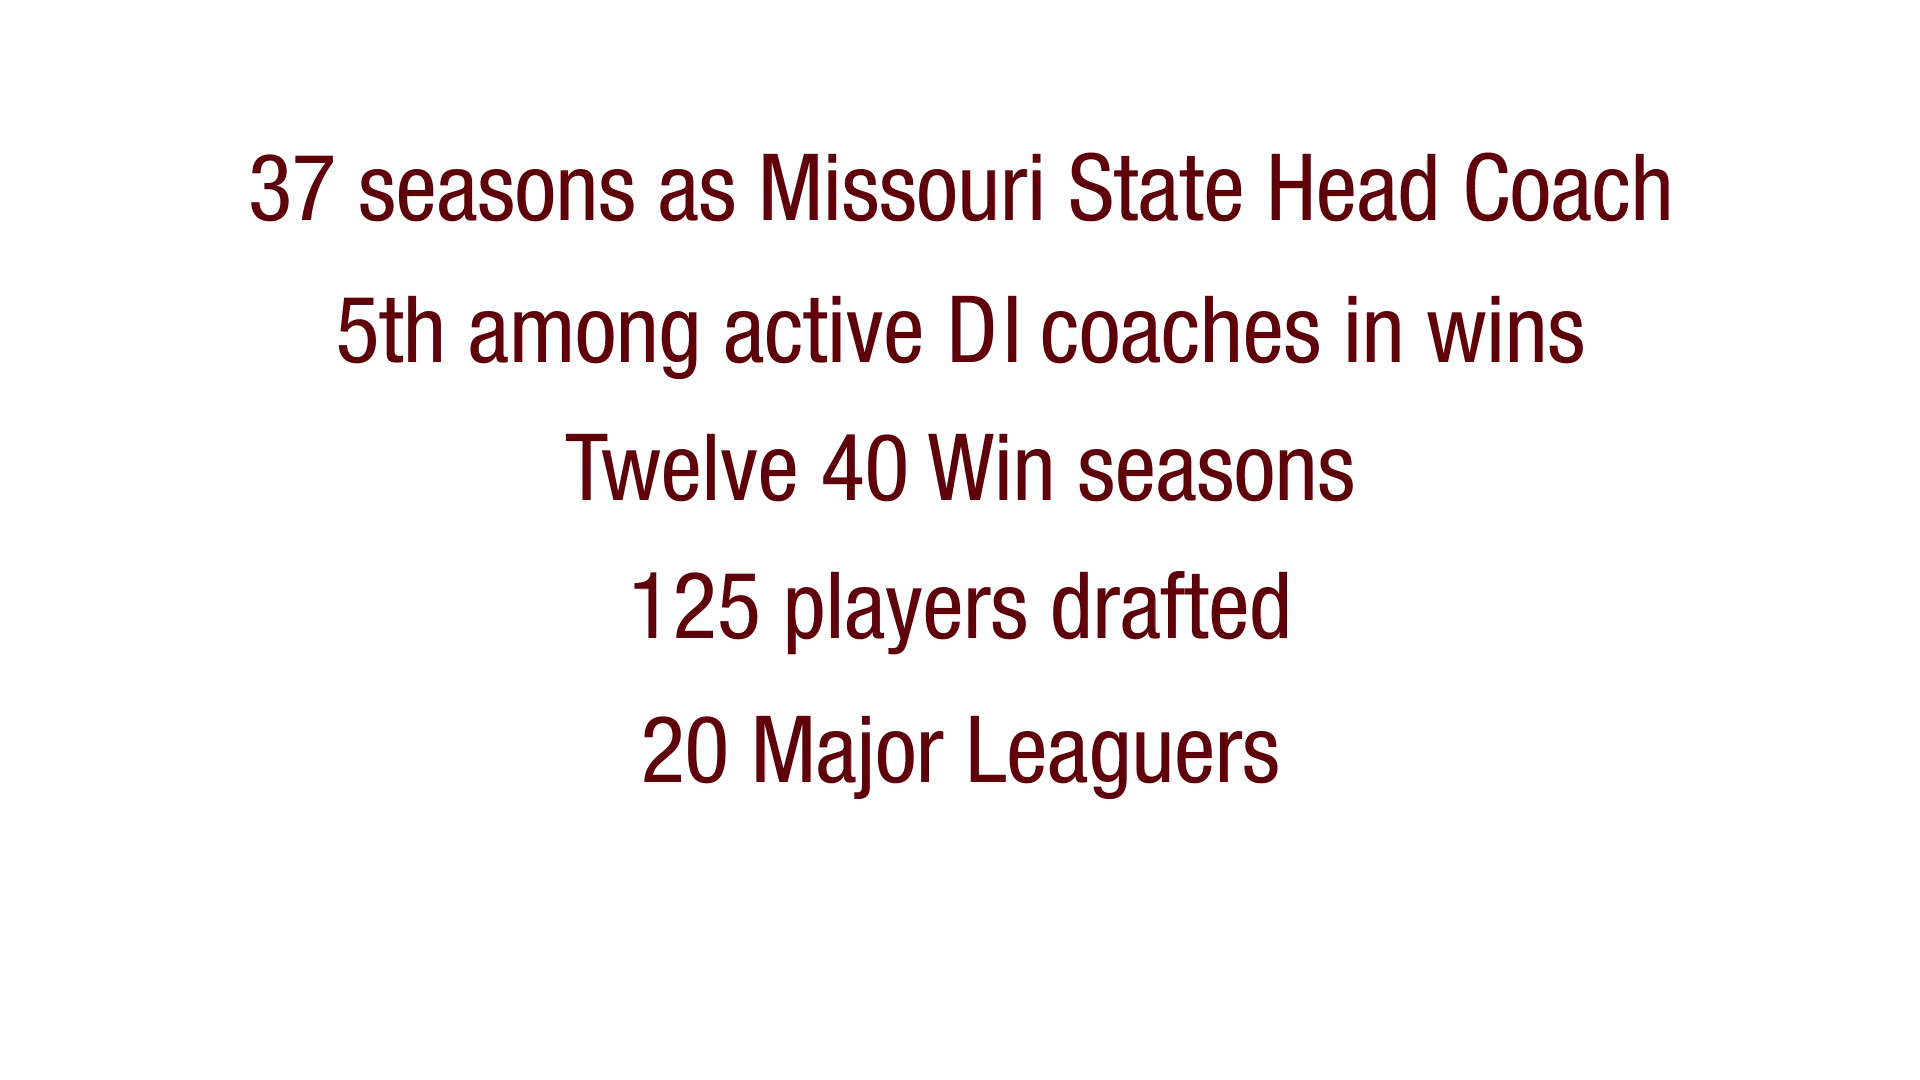 37 seasons as Missouri State Head Coach
5th among active DI coaches in wins
Twelve 40 Win seasons
125 players drafted
20 Major Leaguers